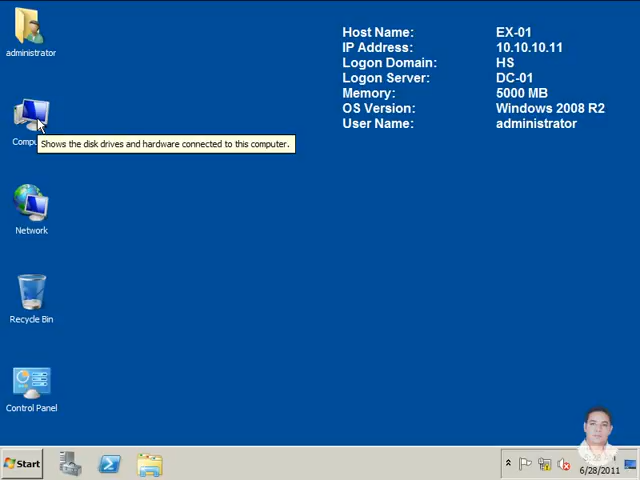 administrator
Shows the disk drives and hardware connected to this computer.
Network
Recycle Bin
Control Panel
Host Name: EX-01
IP Address: 10.10.10.11
Logon Domain: HS
Logon Server: DC-01
Memory: 5000 MB
OS Version: Windows 2008 R2
User Name: administrator
Start
6/28/2011